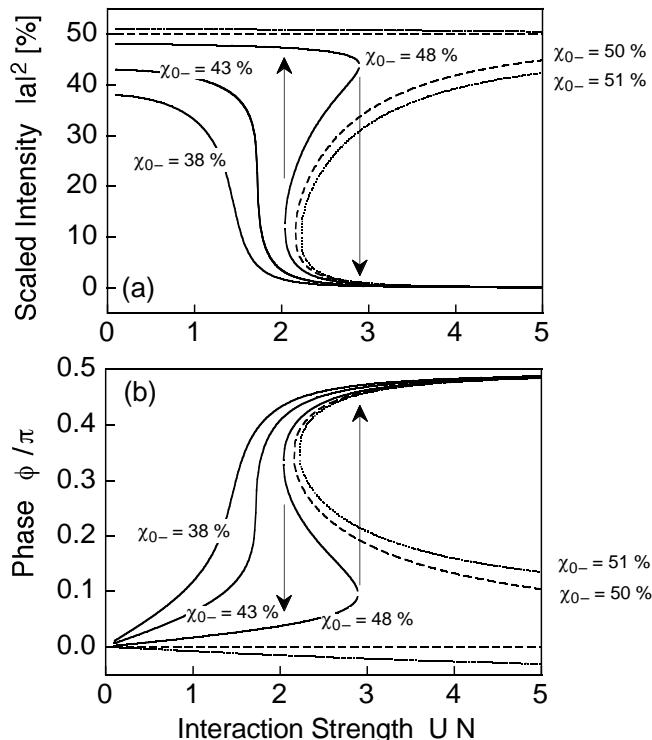 Scaled Intensity |a|² [%]
50
40
30
20
10
0
χ0– = 43 %
χ0– = 48 %
χ0– = 50 %
χ0– = 51 %
χ0– = 38 %
(a)
0 1 2 3 4 5
Phase ϕ/π
0.5
0.4
0.3
0.2
0.1
0.0
(b)
χ0– = 38 %
χ0– = 43 %
χ0– = 48 %
χ0– = 51 %
χ0– = 50 %
0 1 2 3 4 5
Interaction Strength U N